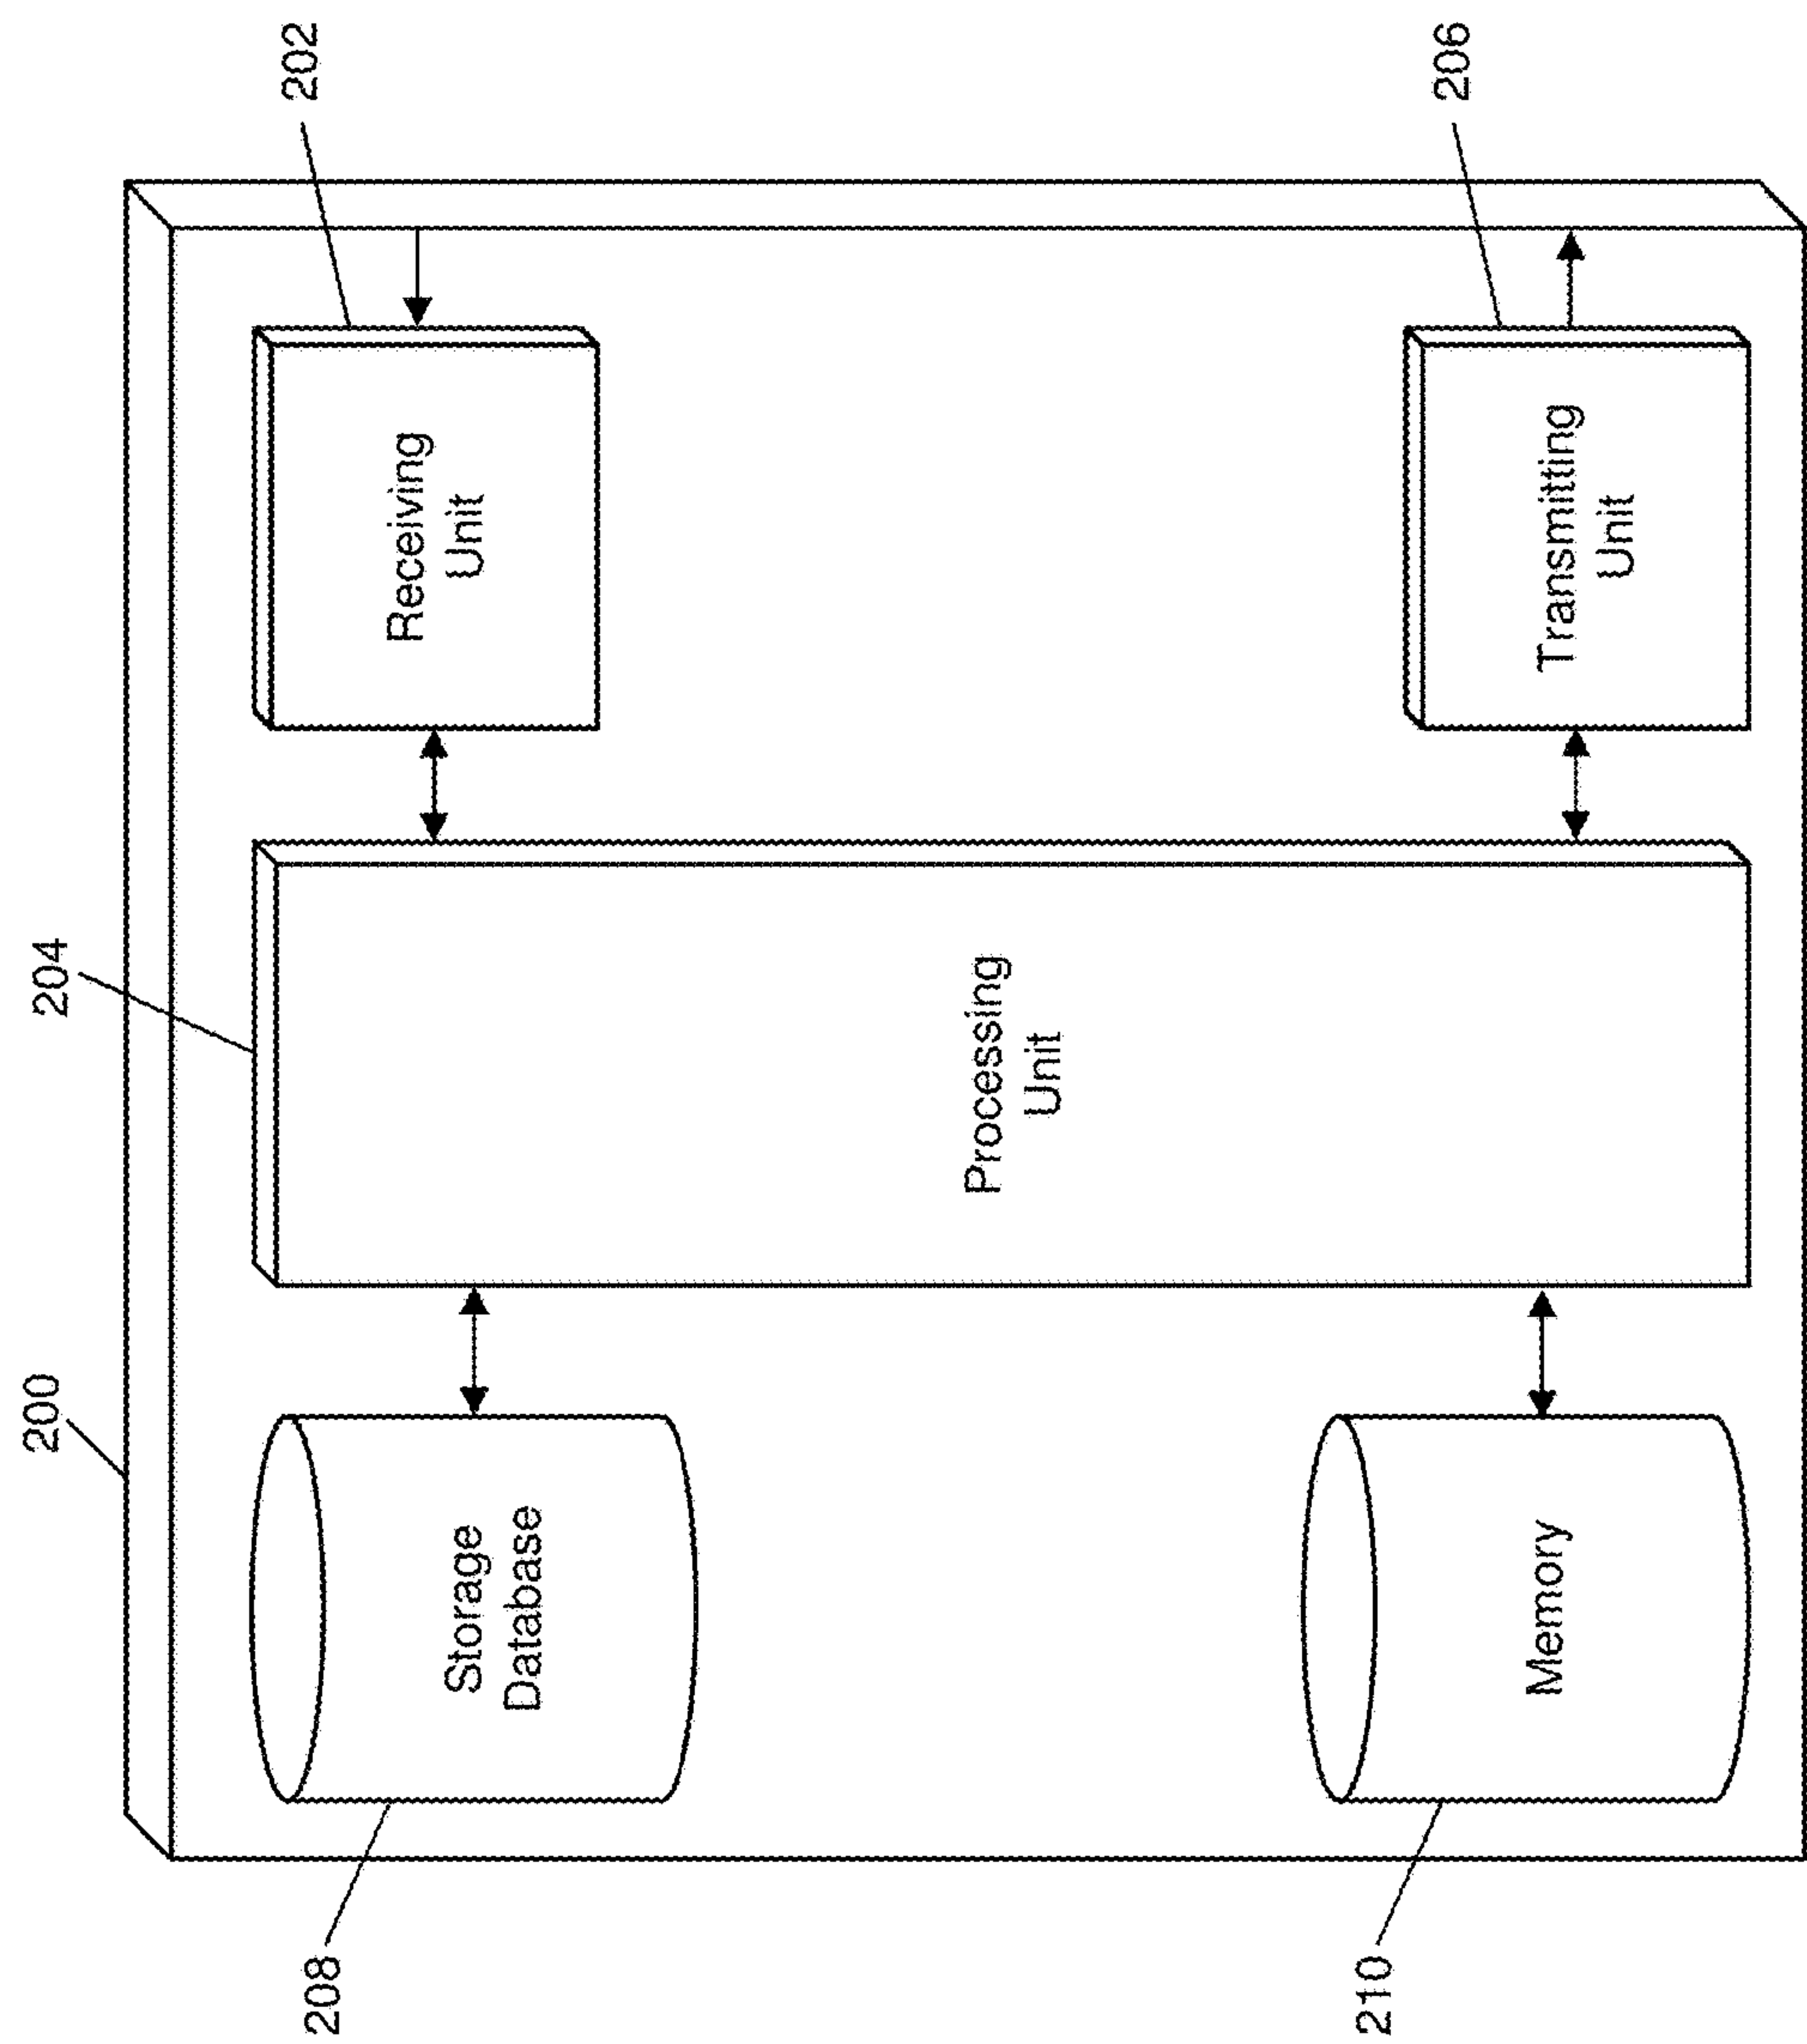 200
204
208
Storage
Database
Processing
Unit
Receiving
Unit
202
210
Memory
Transmitting
Unit
206